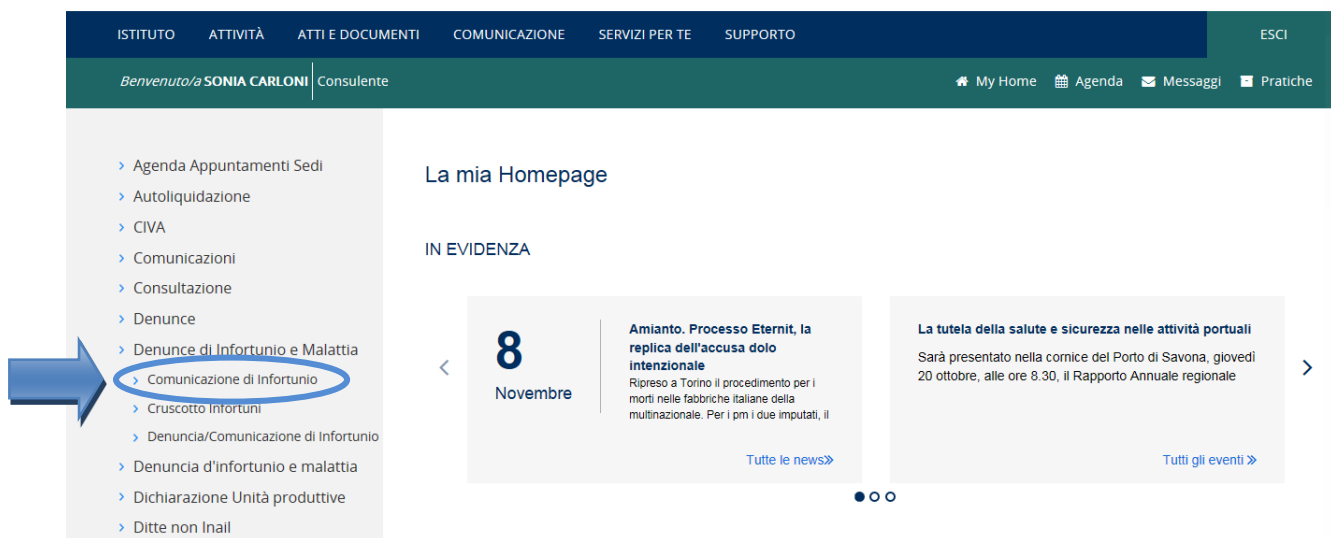 ISTITUTO ATTIVITÀ ATTI E DOCUMENTI COMUNICAZIONE SERVIZI PER TE SUPPORTO ESCI
Benvenuto/a SONIA CARLONI Consulente My Home Agenda Messaggi Pratiche
Agenda Appuntamenti Sedi
Autoliquidazione
CIVA
Comunicazioni
Consultazione
Denunce
Denunce di Infortunio e Malattia
Comunicazione di Infortunio
Cruscotto Infortuni
Denuncia/Comunicazione di Infortunio
Denuncia d'infortunio e malattia
Dichiarazione Unità produttive
Ditte non Inail
La mia Homepage
IN EVIDENZA
8
Novembre
Amianto. Processo Eternit, la
replica dell'accusa dolo
intenzionale
Ripreso a Torino il procedimento per i
morti nelle fabbriche italiane della
multinazionale. Per i pm i due imputati, il
Tutte le news
La tutela della salute e sicurezza nelle attività portuali
Sarà presentato nella cornice del Porto di Savona, giovedì
20 ottobre, alle ore 8.30, il Rapporto Annuale regionale
Tutti gli eventi